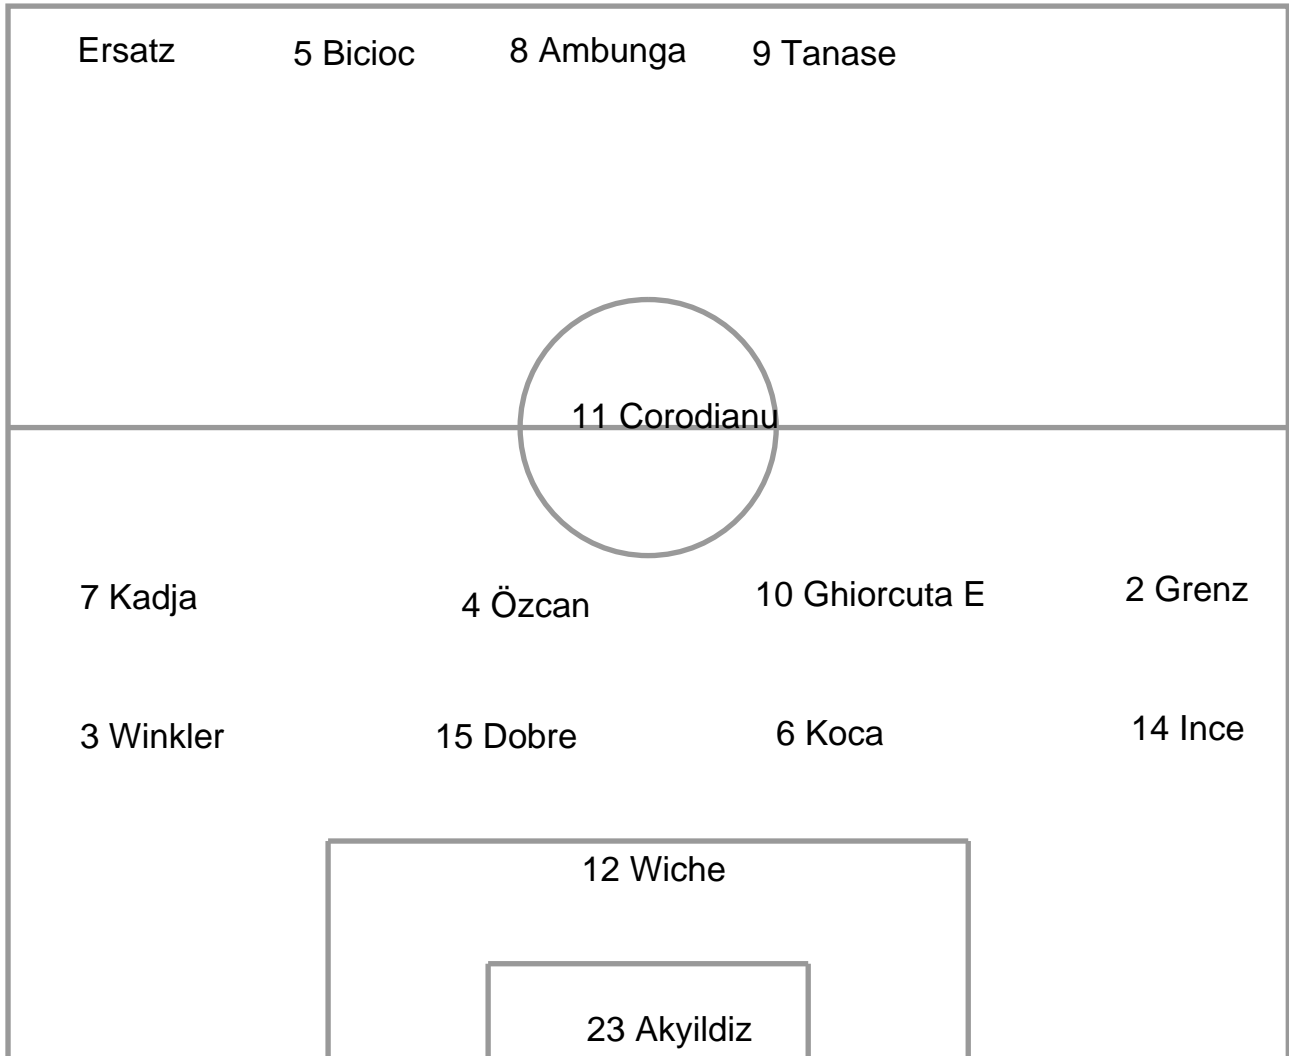 Ersatz 5 Bicioc 8 Ambunga 9 Tanase
11 Corodianu
7 Kadja 4 Özcan 10 Ghiorcuta E 2 Grenz
3 Winkler 15 Dobre 6 Koca 14 Ince
12 Wiche
23 Akyildiz